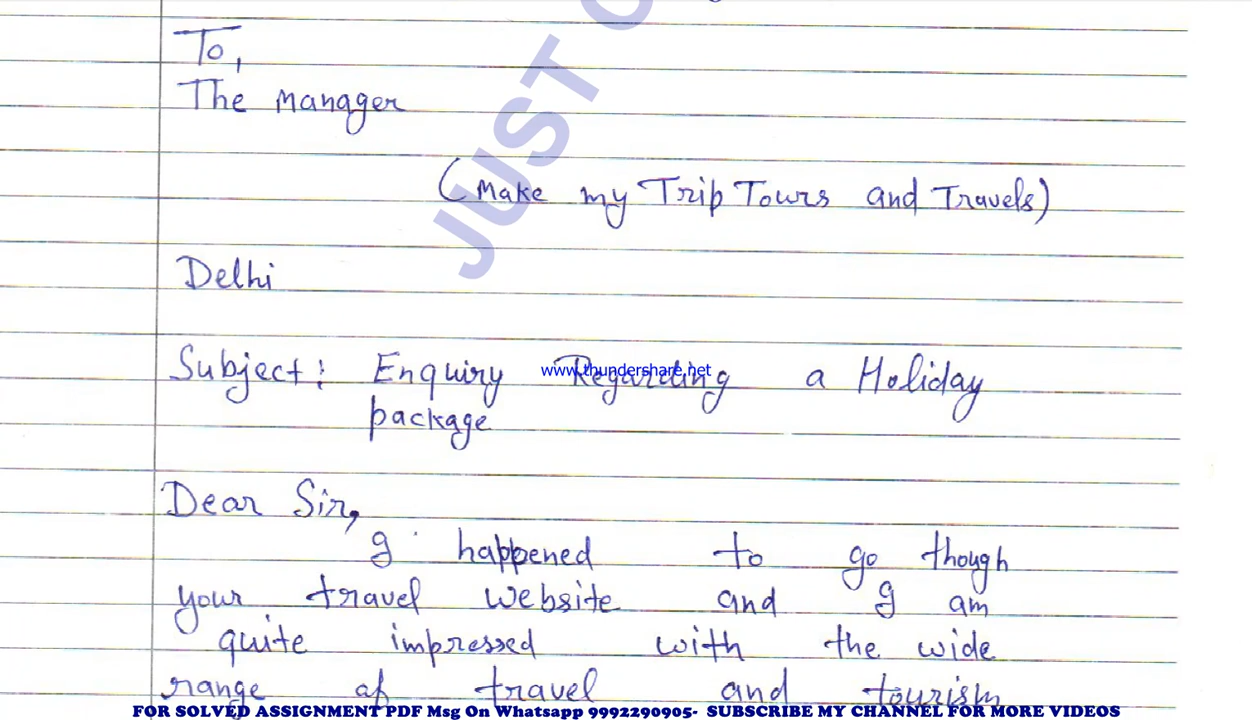 To,
The manager
(Make my Trip Tours and Travels)
Delhi
Subject: Enquiry Regarding a Holiday
package
www.thundershare.net
Dear Sir,
I happened to go though
your travel website and I am
quite impressed with the wide
range of travel and tourism
JUST
FOR SOLVED ASSIGNMENT PDF Msg On Whatsapp 9992290905- SUBSCRIBE MY CHANNEL FOR MORE VIDEOS